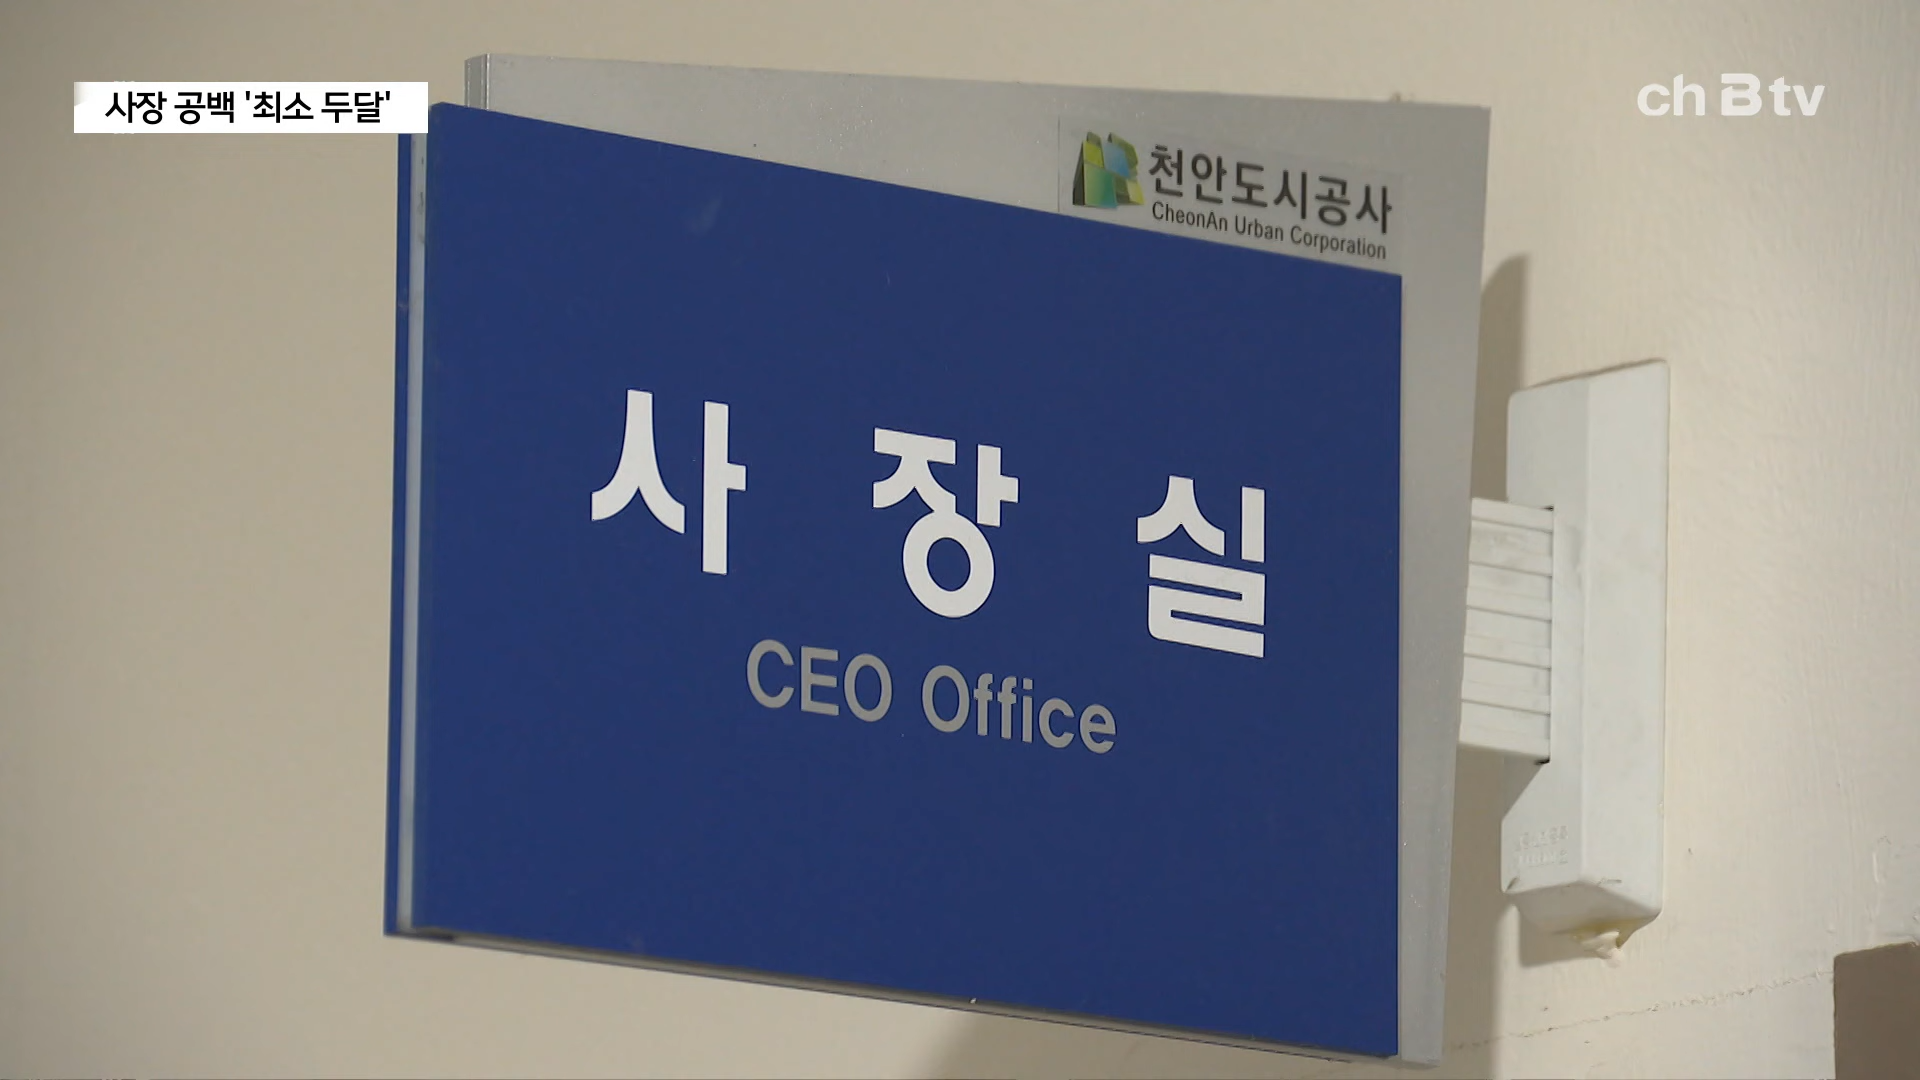 사장 공백 '최소 두달'
ch B tv
천안도시공사
CheonAn Urban Corporation
사 장 실
CEO Office